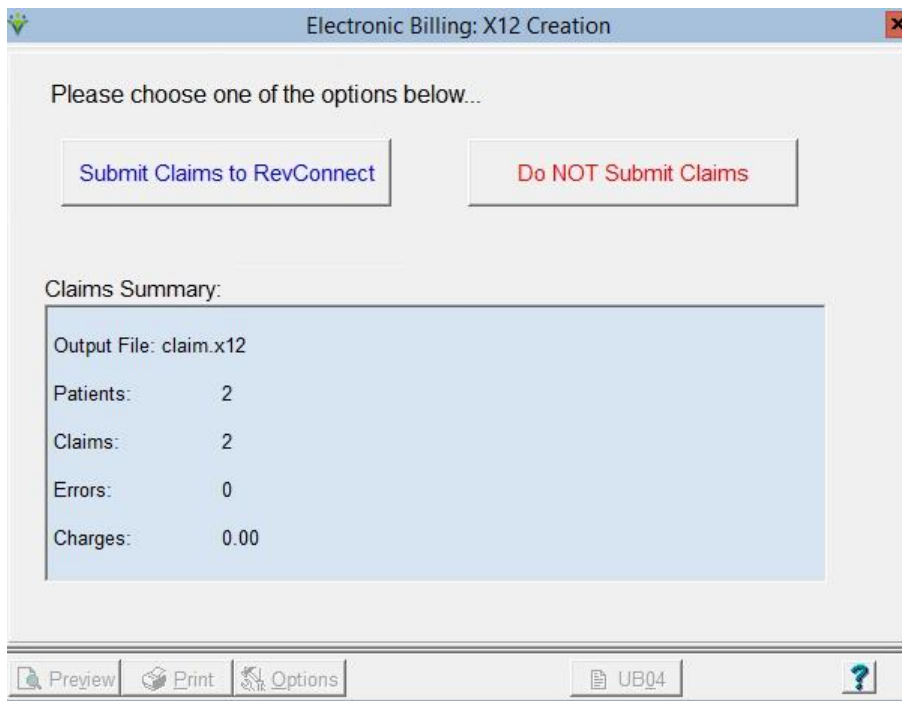 Electronic Billing: X12 Creation
Please choose one of the options below...
Submit Claims to RevConnect
Do NOT Submit Claims
Claims Summary:
Output File: claim.x12
Patients: 2
Claims: 2
Errors: 0
Charges: 0.00
Preview Print Options UB04 ?